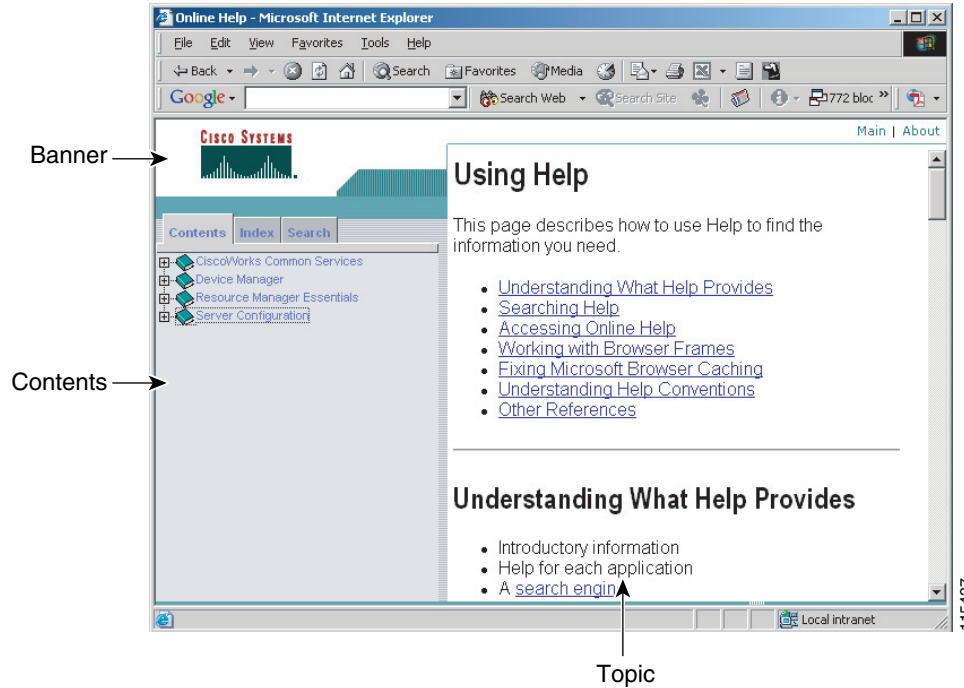 Online Help - Microsoft Internet Explorer
File Edit View Favorites Tools Help
Back Search Favorites Media
Google Search Web Search Site 772 bloc »
CISCO SYSTEMS
Main | About
Banner
Contents Index Search
CiscoWorks Common Services
Device Manager
Resource Manager Essentials
Server Configuration
Contents
Using Help
This page describes how to use Help to find the
information you need.
• Understanding What Help Provides
• Searching Help
• Accessing Online Help
• Working with Browser Frames
• Fixing Microsoft Browser Caching
• Understanding Help Conventions
• Other References
Understanding What Help Provides
• Introductory information
• Help for each application
• A search engin
Local intranet
Topic